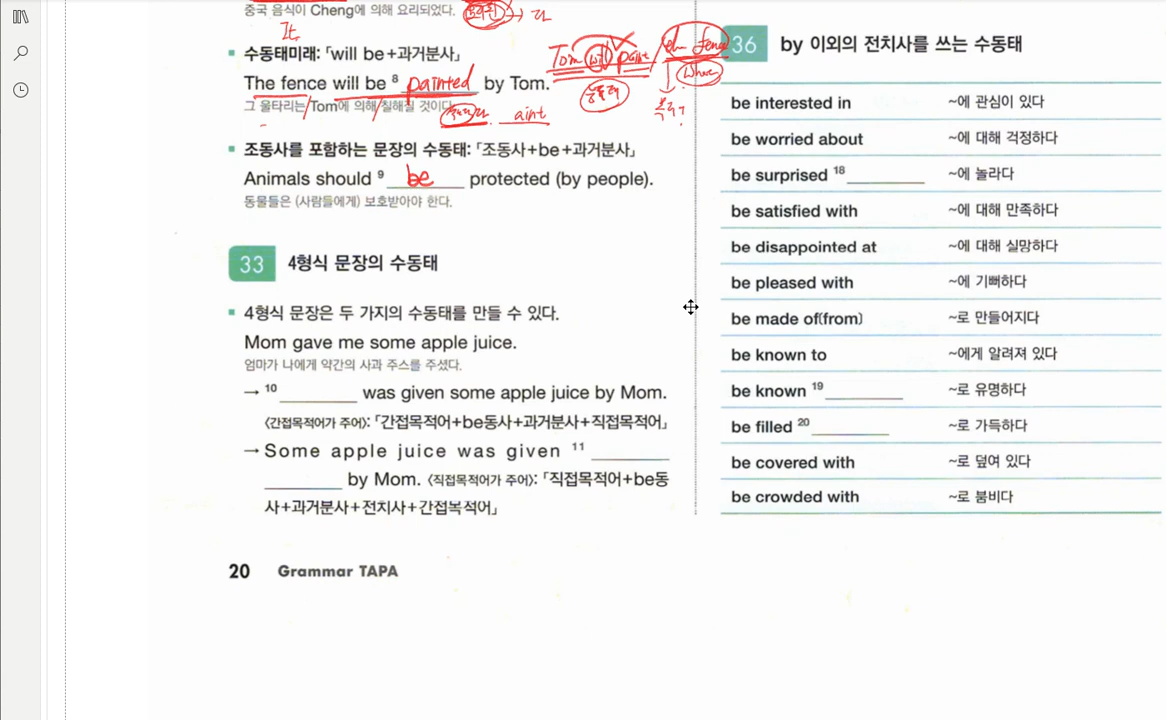 중국 음식이 Cheng에 의해 요리되었다.
It
수동태미래: 「will be+과거분사」
Tom will paint / the fence
The fence will be 8 painted by Tom.
그 울타리는/Tom에 의해/칠해질 것이다
aint
조동사를 포함하는 문장의 수동태: 「조동사+be+과거분사」
Animals should 9 be protected (by people).
동물들은 (사람들에게) 보호받아야 한다.
33 4형식 문장의 수동태
4형식 문장은 두 가지의 수동태를 만들 수 있다.
Mom gave me some apple juice.
엄마가 나에게 약간의 사과 주스를 주셨다.
→ 10 ________ was given some apple juice by Mom.
〈간접목적어가 주어〉: 「간접목적어+be동사+과거분사+직접목적어」
→ Some apple juice was given 11 ________
________ by Mom. 〈직접목적어가 주어〉: 「직접목적어+be동
사+과거분사+전치사+간접목적어」
20 Grammar TAPA
36 by 이외의 전치사를 쓰는 수동태
be interested in ~에 관심이 있다
be worried about ~에 대해 걱정하다
be surprised 18 ________ ~에 놀라다
be satisfied with ~에 대해 만족하다
be disappointed at ~에 대해 실망하다
be pleased with ~에 기뻐하다
be made of(from) ~로 만들어지다
be known to ~에게 알려져 있다
be known 19 ________ ~로 유명하다
be filled 20 ________ ~로 가득하다
be covered with ~로 덮여 있다
be crowded with ~로 붐비다